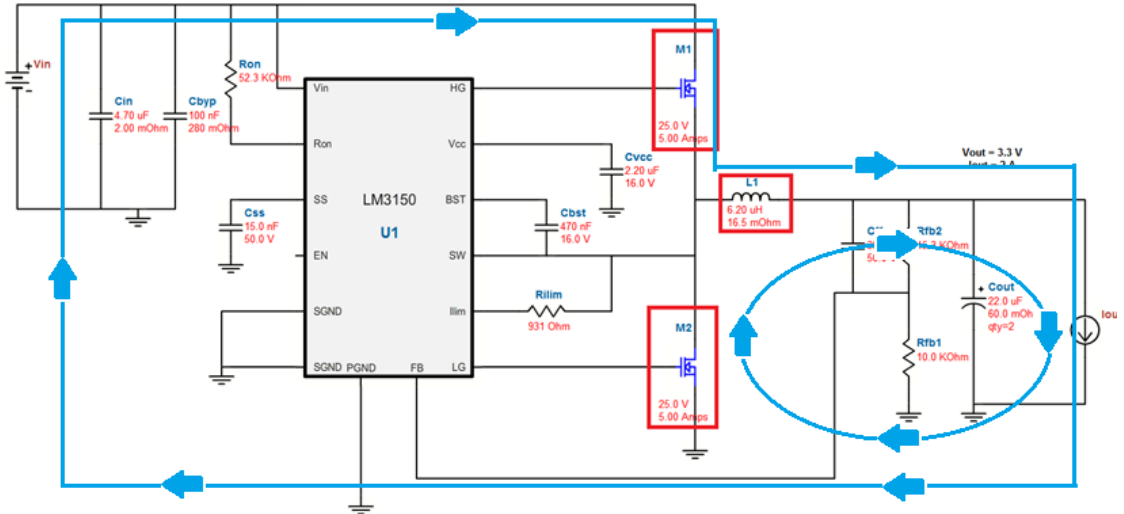 Vin
Cin
4.70 uF
2.00 mOhm
Cbyp
100 nF
280 mOhm
Ron
52.3 KOhm
Vin
Ron
SS
EN
SGND
SGND
PGND
FB
LG
HG
Vcc
BST
SW
Ilim
LM3150
U1
Css
15.0 nF
50.0 V
Cvcc
2.20 uF
16.0 V
Cbst
470 nF
16.0 V
Rilim
931 Ohm
M1
25.0 V
5.00 Amps
L1
6.20 uH
16.5 mOhm
M2
25.0 V
5.00 Amps
Vout = 3.3 V
Rfb2
KOhm
Rfb1
10.0 KOhm
Cout
22.0 uF
60.0 mOh
qty=2
Iou